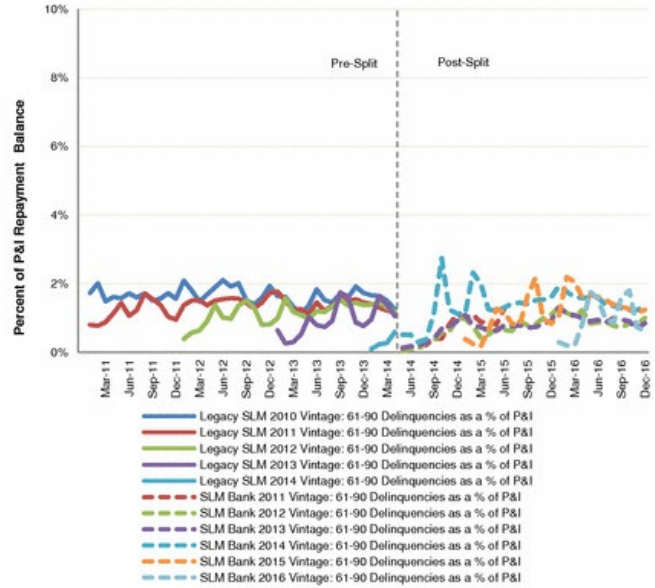 10%
Pre-Split
Post-Split
8%
6%
4%
2%
0%
Percent of P&I Repayment Balance
Mar-11
Jun-11
Sep-11
Dec-11
Mar-12
Jun-12
Sep-12
Dec-12
Mar-13
Jun-13
Sep-13
Dec-13
Mar-14
Jun-14
Sep-14
Dec-14
Mar-15
Jun-15
Sep-15
Dec-15
Mar-16
Jun-16
Sep-16
Dec-16
Legacy SLM 2010 Vintage: 61-90 Delinquencies as a % of P&I
Legacy SLM 2011 Vintage: 61-90 Delinquencies as a % of P&I
Legacy SLM 2012 Vintage: 61-90 Delinquencies as a % of P&I
Legacy SLM 2013 Vintage: 61-90 Delinquencies as a % of P&I
Legacy SLM 2014 Vintage: 61-90 Delinquencies as a % of P&I
SLM Bank 2011 Vintage: 61-90 Delinquencies as a % of P&I
SLM Bank 2012 Vintage: 61-90 Delinquencies as a % of P&I
SLM Bank 2013 Vintage: 61-90 Delinquencies as a % of P&I
SLM Bank 2014 Vintage: 61-90 Delinquencies as a % of P&I
SLM Bank 2015 Vintage: 61-90 Delinquencies as a % of P&I
SLM Bank 2016 Vintage: 61-90 Delinquencies as a % of P&I